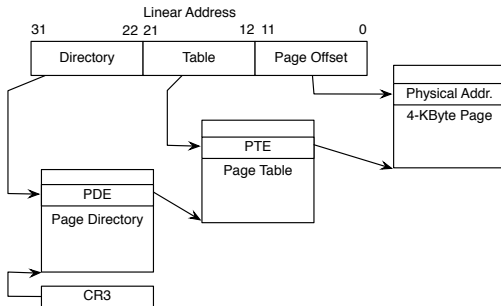 Linear Address
31 22 21 12 11 0
Directory Table Page Offset
Physical Addr.
4-KByte Page
PTE
Page Table
PDE
Page Directory
CR3